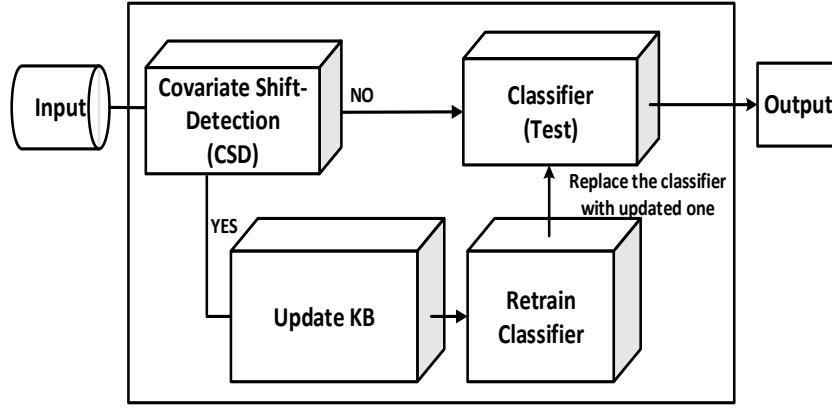 Input
Covariate Shift-
Detection
(CSD)
NO
Classifier
(Test)
Output
Replace the classifier
with updated one
YES
Update KB
Retrain
Classifier